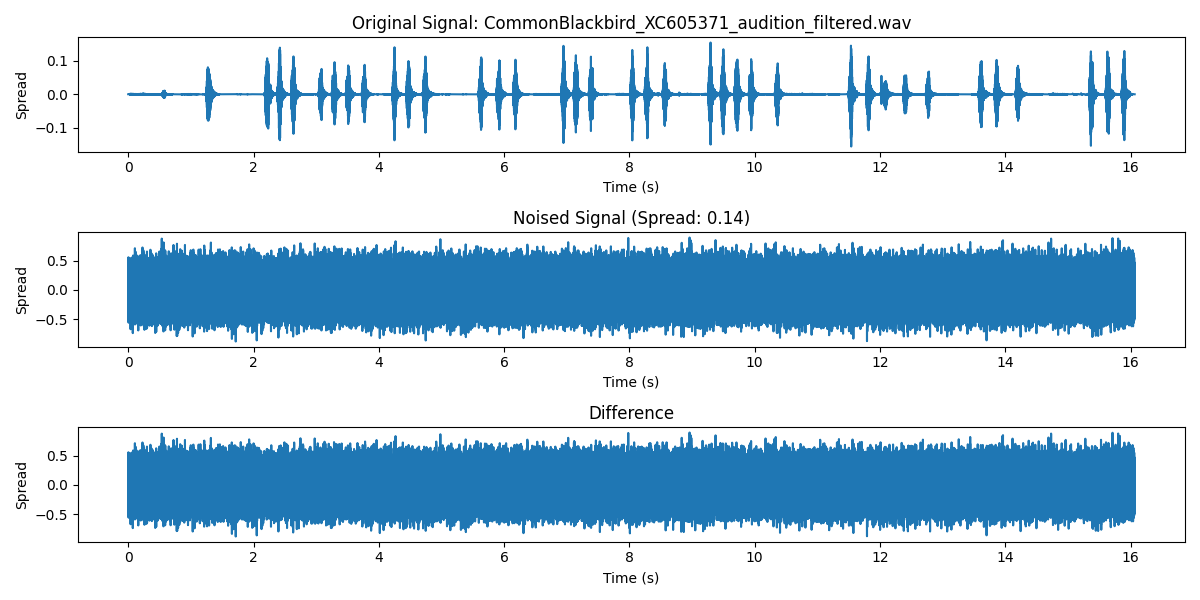 Original Signal: CommonBlackbird_XC605371_audition_filtered.wav
Spread
0.1
0.0
−0.1
0 2 4 6 8 10 12 14 16
Time (s)
Noised Signal (Spread: 0.14)
Spread
0.5
0.0
−0.5
0 2 4 6 8 10 12 14 16
Time (s)
Difference
Spread
0.5
0.0
−0.5
0 2 4 6 8 10 12 14 16
Time (s)